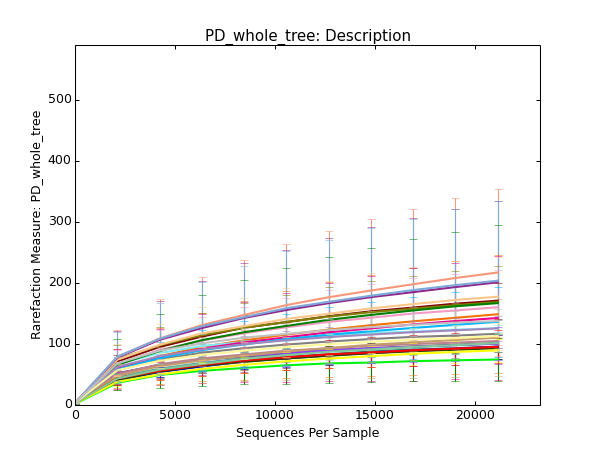 PD_whole_tree: Description
Rarefaction Measure: PD_whole_tree
500
400
300
200
100
0
0 5000 10000 15000 20000
Sequences Per Sample